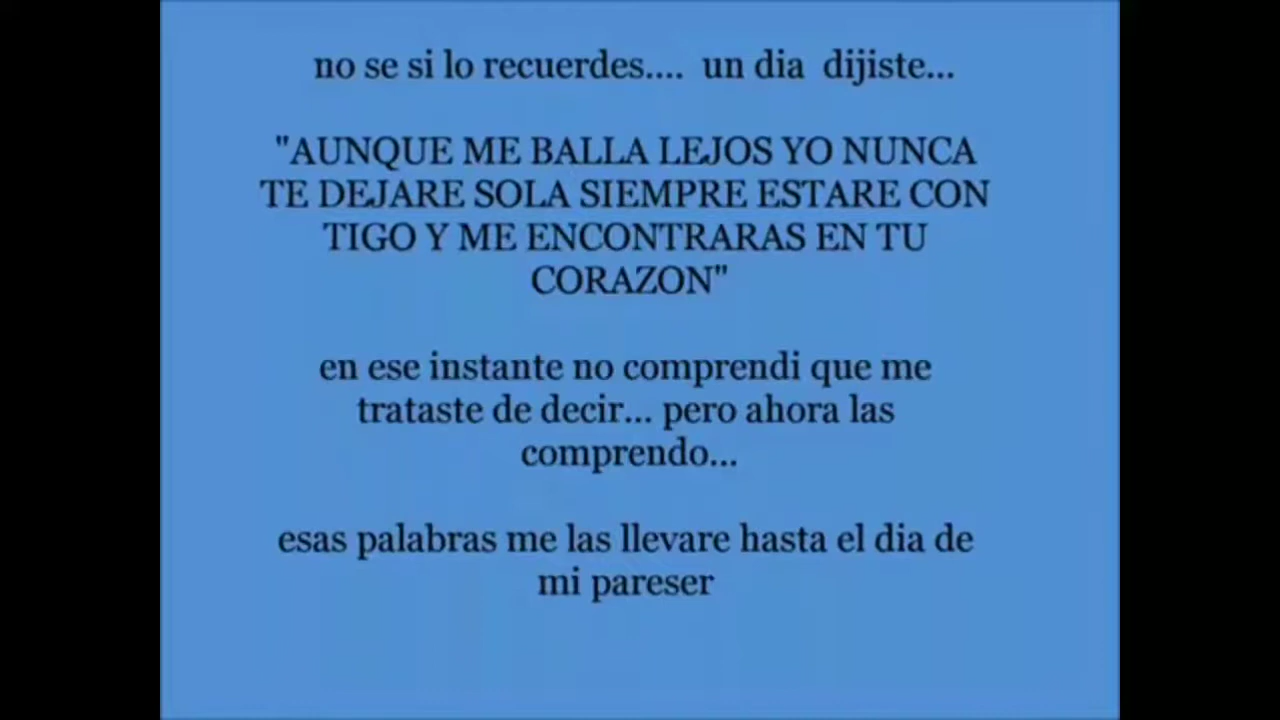 no se si lo recuerdes.... un dia dijiste...
"AUNQUE ME BALLA LEJOS YO NUNCA
TE DEJARE SOLA SIEMPRE ESTARE CON
TIGO Y ME ENCONTRARAS EN TU
CORAZON"
en ese instante no comprendi que me
trataste de decir... pero ahora las
comprendo...
esas palabras me las llevare hasta el dia de
mi pareser